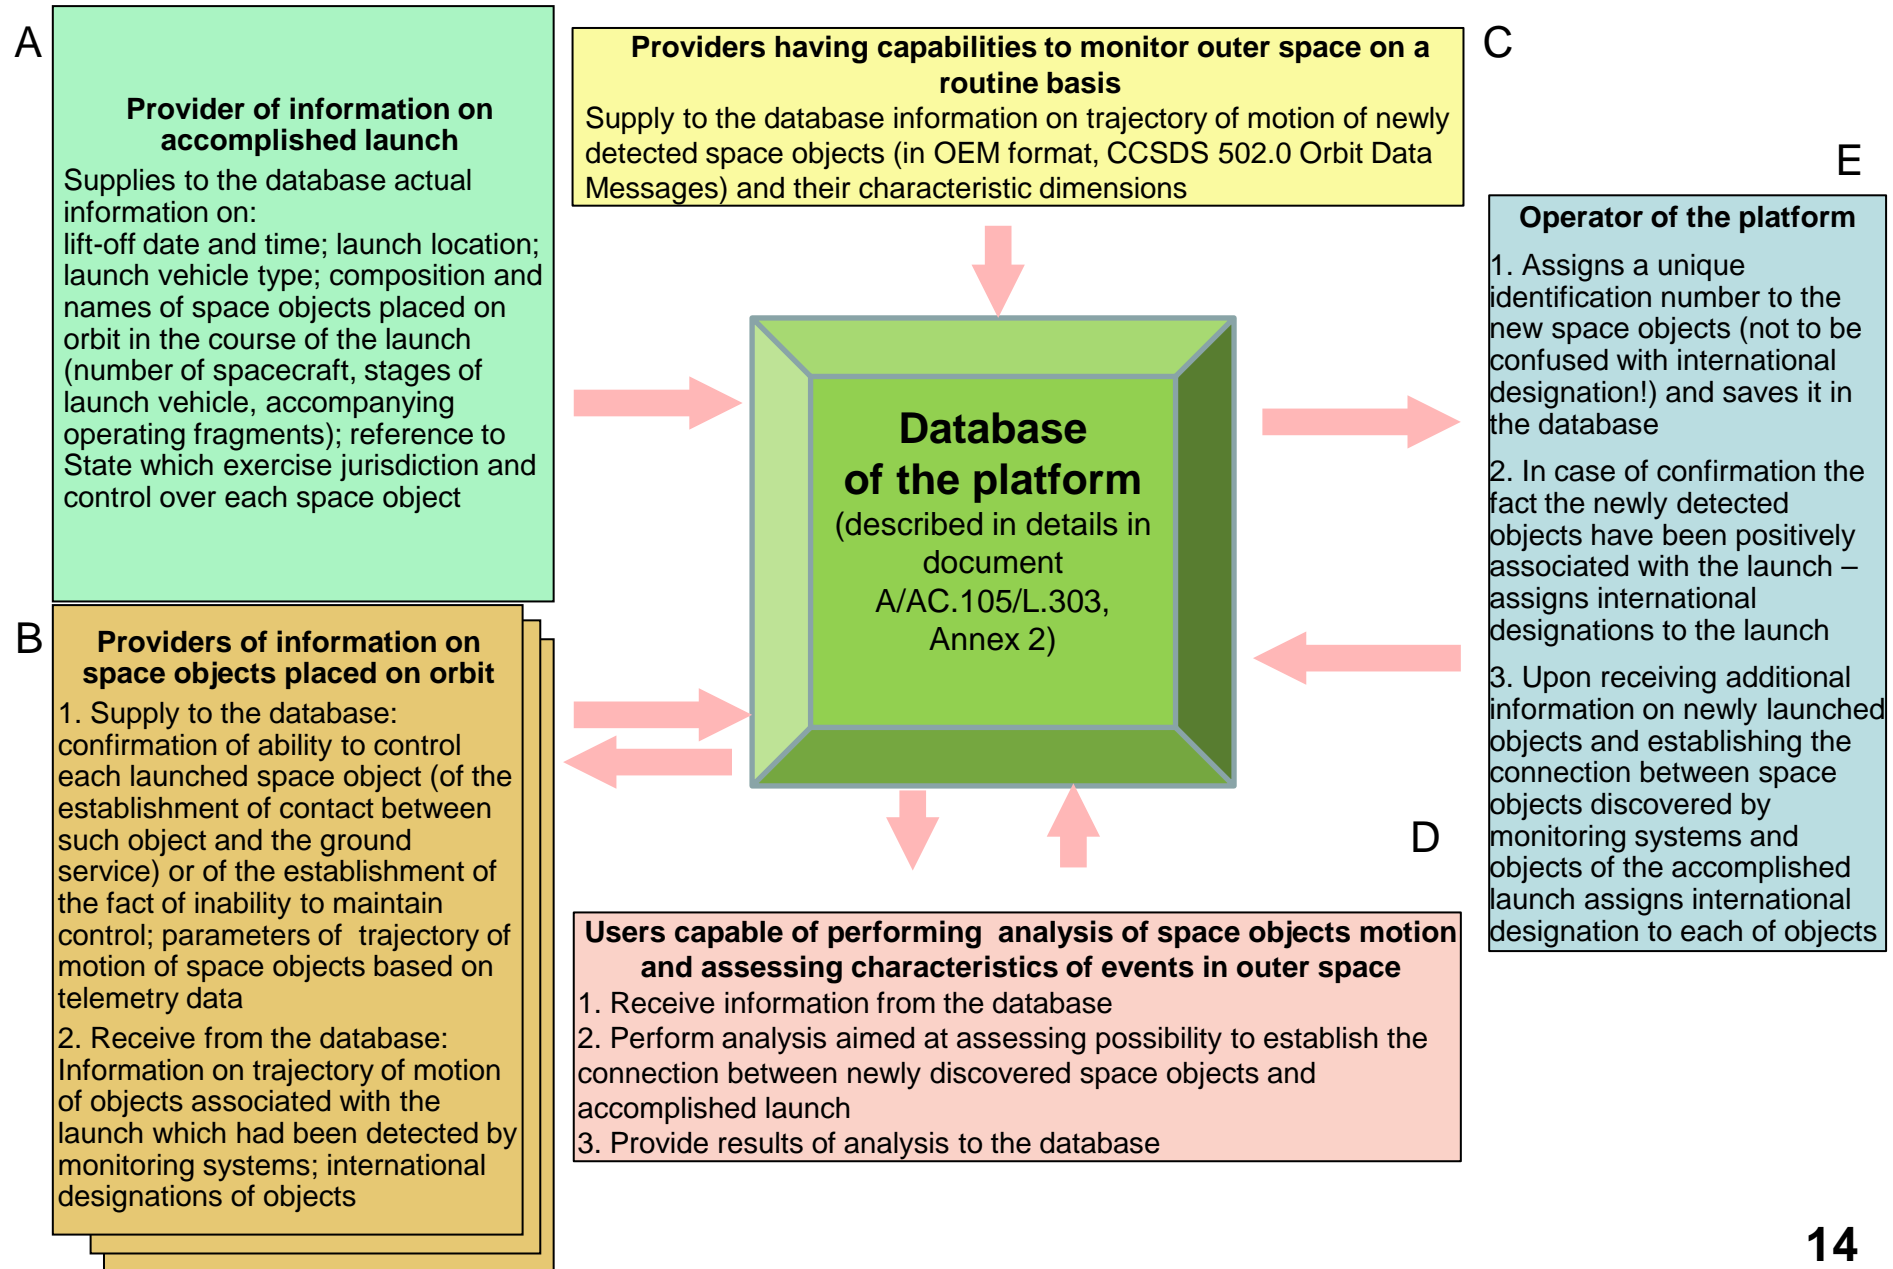 A
Provider of information on
accomplished launch
Supplies to the database actual
information on:
lift-off date and time; launch location;
launch vehicle type; composition and
names of space objects placed on
orbit in the course of the launch
(number of spacecraft, stages of
launch vehicle, accompanying
operating fragments); reference to
State which exercise jurisdiction and
control over each space object
B
Providers of information on
space objects placed on orbit
1. Supply to the database:
confirmation of ability to control
each launched space object (of the
establishment of contact between
such object and the ground
service) or of the establishment of
the fact of inability to maintain
control; parameters of trajectory of
motion of space objects based on
telemetry data
2. Receive from the database:
Information on trajectory of motion
of objects associated with the
launch which had been detected by
monitoring systems; international
designations of objects
C
Providers having capabilities to monitor outer space on a
routine basis
Supply to the database information on trajectory of motion of newly
detected space objects (in OEM format, CCSDS 502.0 Orbit Data
Messages) and their characteristic dimensions
Database
of the platform
(described in details in
document
A/AC.105/L.303,
Annex 2)
D
Users capable of performing analysis of space objects motion
and assessing characteristics of events in outer space
1. Receive information from the database
2. Perform analysis aimed at assessing possibility to establish the
connection between newly discovered space objects and
accomplished launch
3. Provide results of analysis to the database
E
Operator of the platform
1. Assigns a unique
identification number to the
new space objects (not to be
confused with international
designation!) and saves it in
the database
2. In case of confirmation the
fact the newly detected
objects have been positively
associated with the launch –
assigns international
designations to the launch
3. Upon receiving additional
information on newly launched
objects and establishing the
connection between space
objects discovered by
monitoring systems and
objects of the accomplished
launch assigns international
designation to each of objects
14